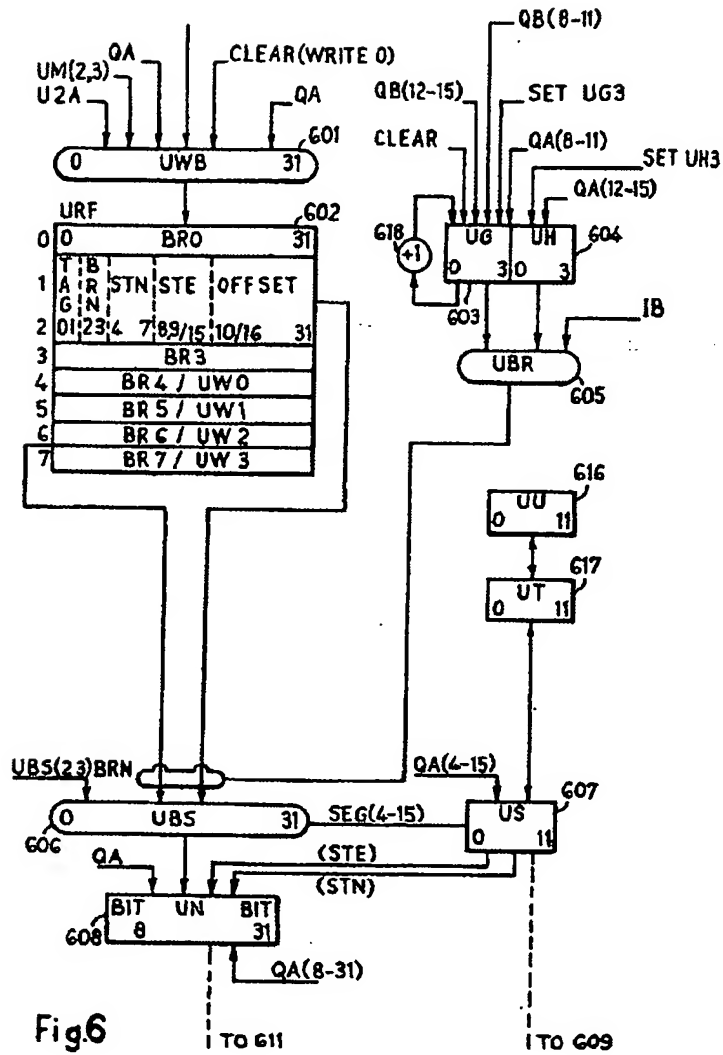 QB(8-11)
QA
CLEAR(WRITE 0)
UM(2,3)
U2A
QA
QB(12-15)
SET UG3
CLEAR
QA(8-11)
SET UH3
QA(12-15)
601
0 UWB 31
URF
602
0 0 BR0 31
1 TAG BRN STN STE OFFSET
2 01 23 4 7 8,9/15 10/16 31
3 BR3
4 BR4 / UW0
5 BR5 / UW1
6 BR6 / UW2
7 BR7 / UW3
618
+1
UG UH
0 3 0 3
604
603
IB
UBR
605
616
UU
0 11
617
UT
0 11
UBS(23)BRN
QA(4-15)
607
0 UBS 31
606
SEG(4-15)
US
0 11
QA
(STE)
(STN)
BIT UN BIT
608
8 31
QA(8-31)
Fig.6
TO 611
TO 609